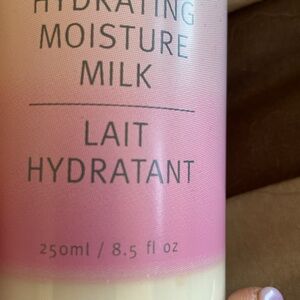 HYDRATING
MOISTURE
MILK
LAIT
HYDRATANT
250ml / 8.5 fl oz